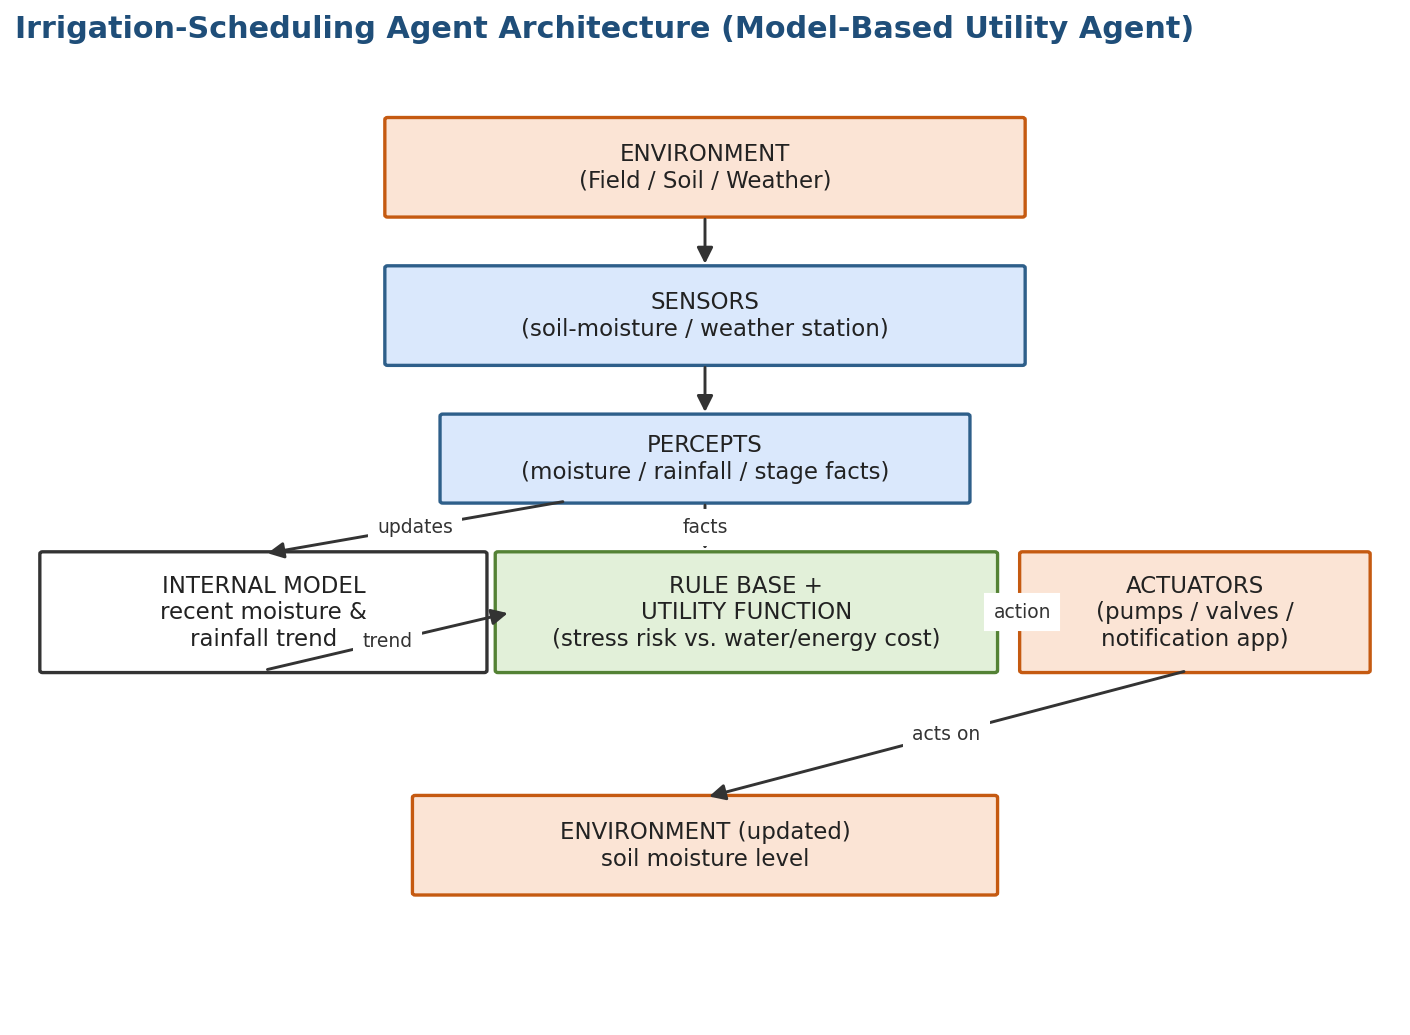 Irrigation-Scheduling Agent Architecture (Model-Based Utility Agent)
ENVIRONMENT
(Field / Soil / Weather)
SENSORS
(soil-moisture / weather station)
PERCEPTS
(moisture / rainfall / stage facts)
updates
facts
INTERNAL MODEL
recent moisture &
rainfall trend
trend
RULE BASE +
UTILITY FUNCTION
(stress risk vs. water/energy cost)
action
ACTUATORS
(pumps / valves /
notification app)
acts on
ENVIRONMENT (updated)
soil moisture level